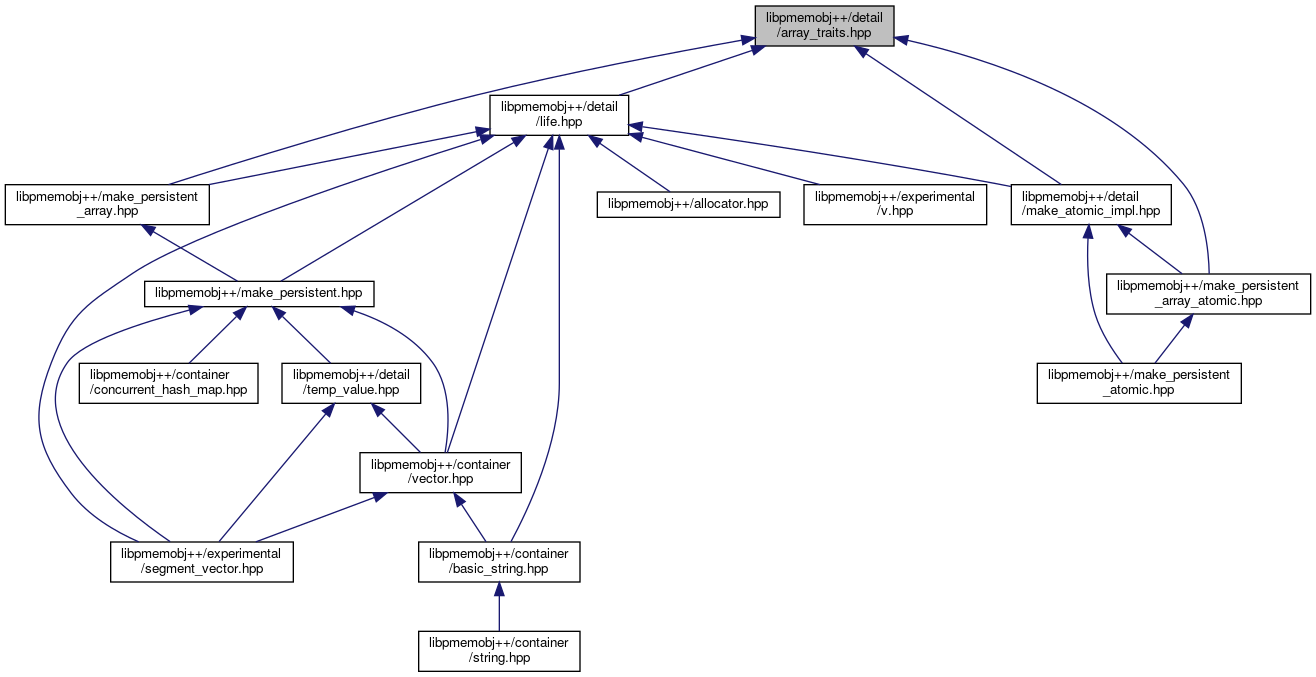 libpmemobj++/detail
/array_traits.hpp
libpmemobj++/detail
/life.hpp
libpmemobj++/make_persistent
_array.hpp
libpmemobj++/allocator.hpp
libpmemobj++/experimental
/v.hpp
libpmemobj++/detail
/make_atomic_impl.hpp
libpmemobj++/make_persistent.hpp
libpmemobj++/make_persistent
_array_atomic.hpp
libpmemobj++/container
/concurrent_hash_map.hpp
libpmemobj++/detail
/temp_value.hpp
libpmemobj++/make_persistent
_atomic.hpp
libpmemobj++/container
/vector.hpp
libpmemobj++/experimental
/segment_vector.hpp
libpmemobj++/container
/basic_string.hpp
libpmemobj++/container
/string.hpp